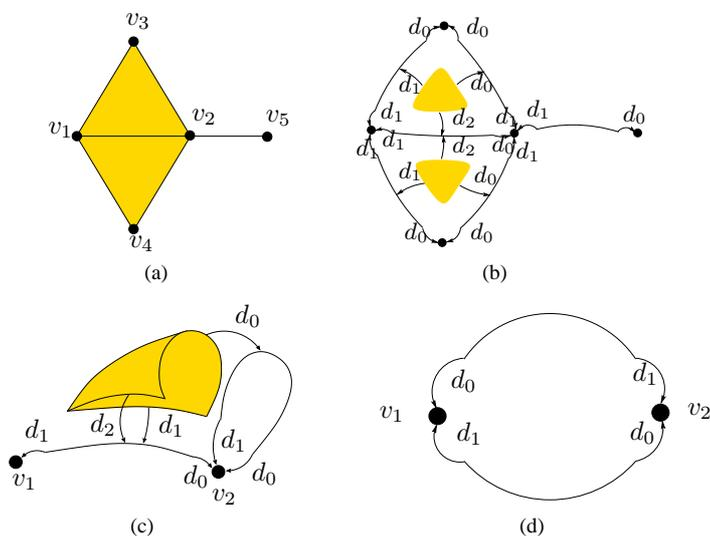 v₃
v₁ v₂ v₅
v₄
(a)
d₀ d₀
d₁ d₀
d₁ d₂ d₁ d₁ d₀
d₁ d₁ d₂ d₀ d₁
d₁ d₀
d₀ d₀
(b)
d₀
d₁ d₂ d₁ d₁
v₁ d₀ v₂ d₀
(c)
d₀ d₁
v₁ v₂
d₁ d₀
(d)